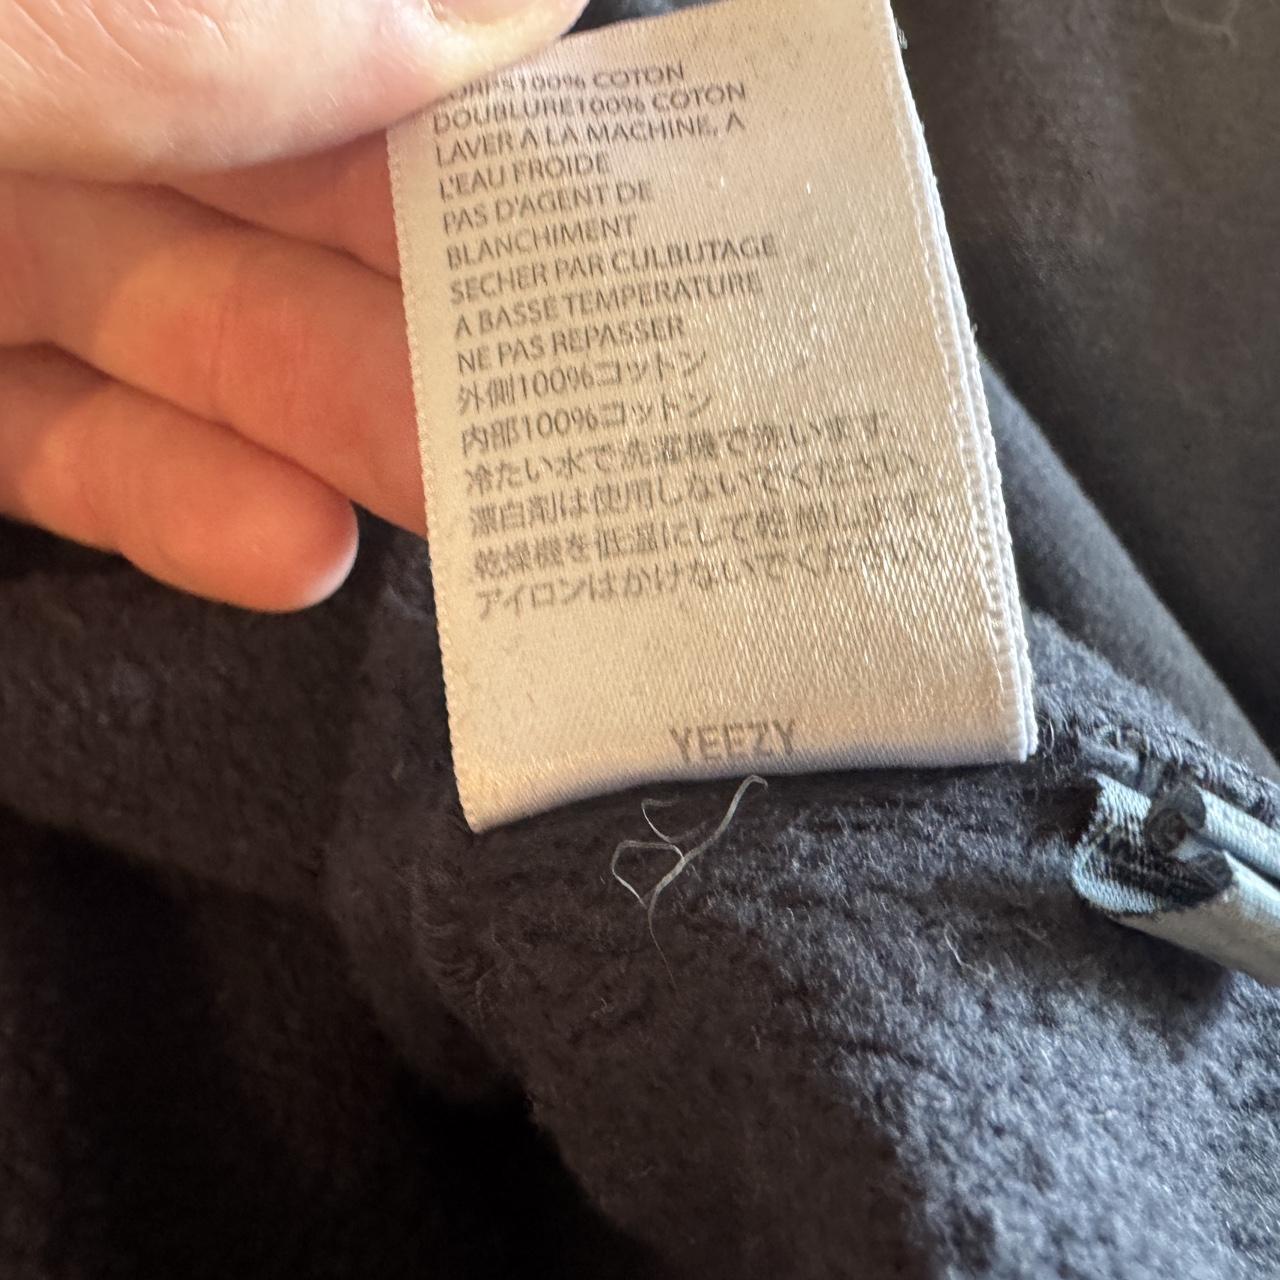 CORPS100% COTON
DOUBLURE100% COTON
LAVER A LA MACHINE, A
L'EAU FROIDE
PAS D'AGENT DE
BLANCHIMENT
SECHER PAR CULBUTAGE
A BASSE TEMPERATURE
NE PAS REPASSER
外側100%コットン
内部100%コットン
冷たい水で洗濯機で洗います。
漂白剤は使用しないでください。
乾燥機を低温にして乾 燥します。
アイロンはかけないでください。
YEEZY